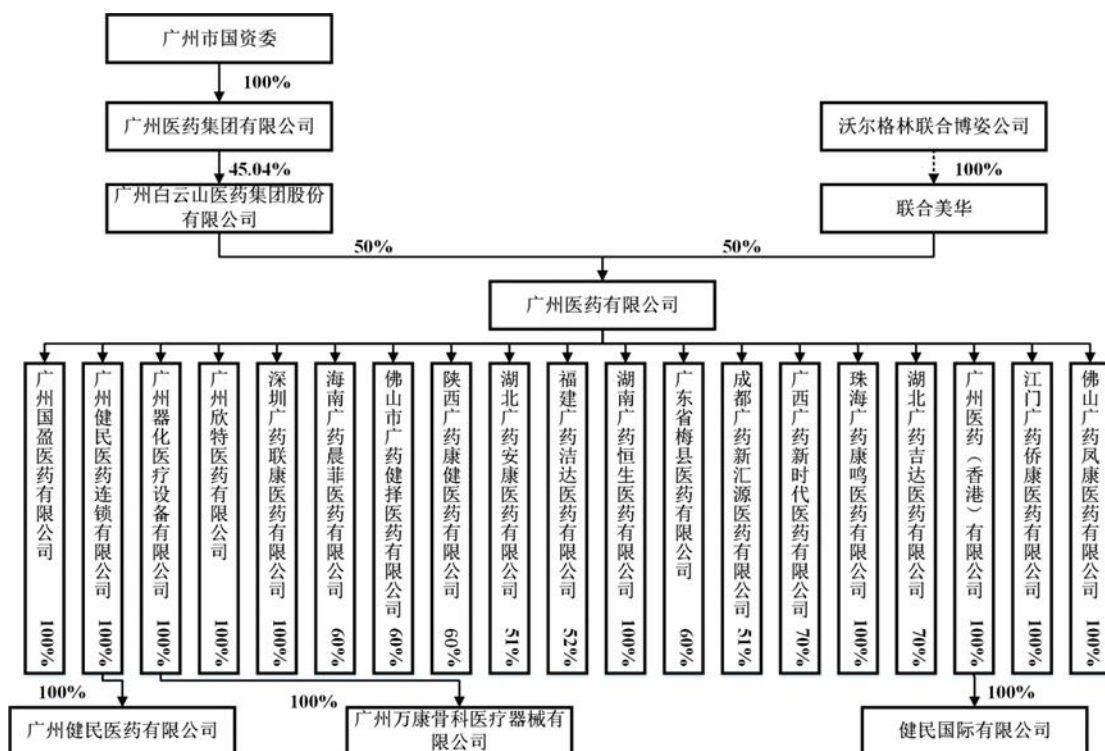 广州市国资委
100%
广州医药集团有限公司
沃尔格林联合博姿公司
45.04%
100%
广州白云山医药集团股份
有限公司
联合美华
50%
50%
广州医药有限公司
广州国盈医药有限公司 100%
广州健民医药连锁有限公司 100%
广州器化医疗设备有限公司 100%
广州欣特医药有限公司 100%
深圳广药联康医药有限公司 100%
海南广药晨菲医药有限公司 60%
佛山市广药健择医药有限公司 60%
陕西广药康健医药有限公司 60%
湖北广药安康医药有限公司 51%
福建广药洁达医药有限公司 52%
湖南广药恒生医药有限公司 100%
广东省梅县医药有限公司 60%
成都广药新汇源医药有限公司 51%
广西广药新时代医药有限公司 70%
珠海广药康鸣医药有限公司 100%
湖北广药吉达医药有限公司 70%
广州医药（香港）有限公司 100%
江门广药侨康医药有限公司 100%
佛山广药凤康医药有限公司 100%
100%
100%
100%
广州健民医药有限公司
广州万康骨科医疗器械有
限公司
健民国际有限公司